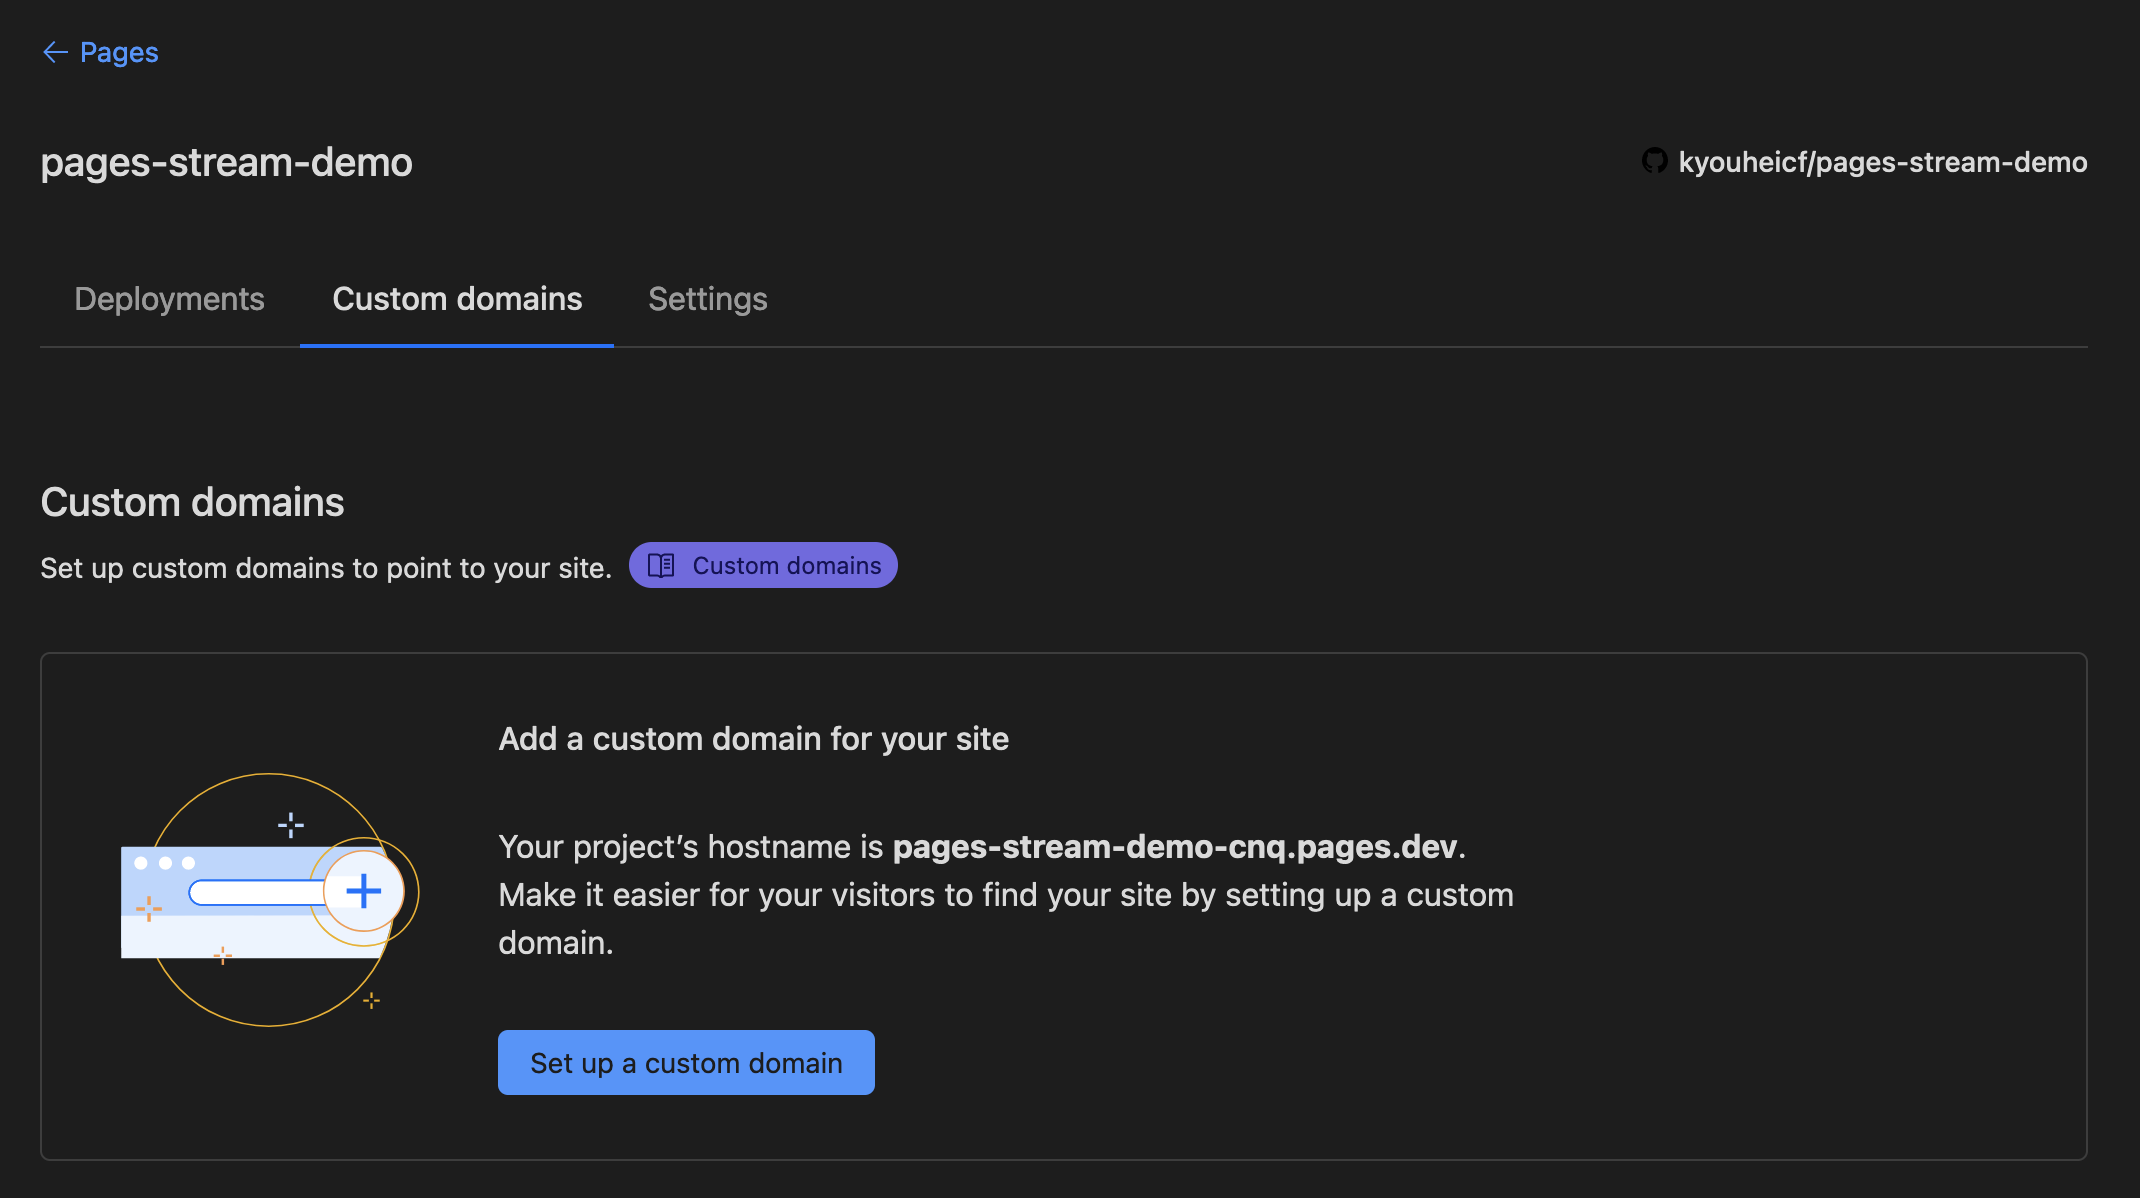 Pages
pages-stream-demo
kyouheicf/pages-stream-demo
Deployments
Custom domains
Settings
Custom domains
Set up custom domains to point to your site.
Custom domains
Add a custom domain for your site
Your project’s hostname is pages-stream-demo-cnq.pages.dev.
Make it easier for your visitors to find your site by setting up a custom
domain.
Set up a custom domain